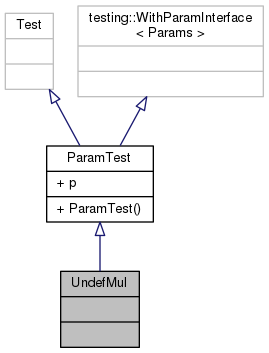 Test
testing::WithParamInterface
< Params >
ParamTest
+ p
+ ParamTest()
UndefMul